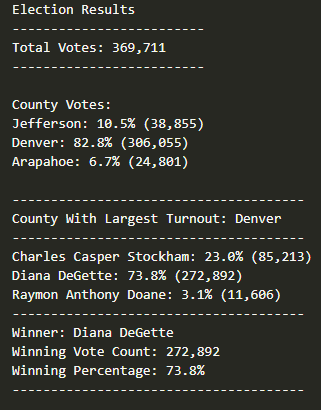 Election Results
-------------------------
Total Votes: 369,711
-------------------------
County Votes:
Jefferson: 10.5% (38,855)
Denver: 82.8% (306,055)
Arapahoe: 6.7% (24,801)
--------------------------------------
County With Largest Turnout: Denver
--------------------------------------
Charles Casper Stockham: 23.0% (85,213)
Diana DeGette: 73.8% (272,892)
Raymon Anthony Doane: 3.1% (11,606)
--------------------------------------
Winner: Diana DeGette
Winning Vote Count: 272,892
Winning Percentage: 73.8%
--------------------------------------